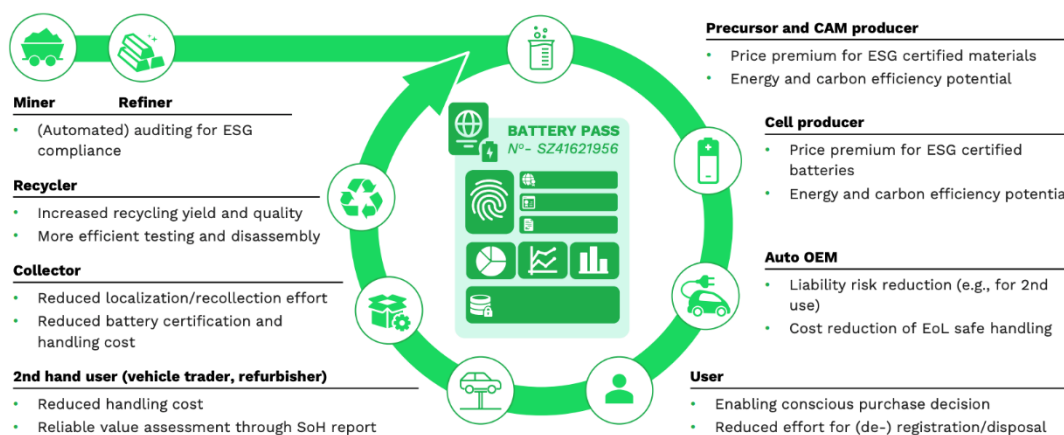 Precursor and CAM producer
• Price premium for ESG certified materials
• Energy and carbon efficiency potential
Miner
Refiner
• (Automated) auditing for ESG
compliance
BATTERY PASS
Nº- SZ41621956
Cell producer
• Price premium for ESG certified
batteries
• Energy and carbon efficiency potential
Recycler
• Increased recycling yield and quality
• More efficient testing and disassembly
Auto OEM
• Liability risk reduction (e.g., for 2nd
use)
• Cost reduction of EoL safe handling
Collector
• Reduced localization/recollection effort
• Reduced battery certification and
handling cost
2nd hand user (vehicle trader, refurbisher)
• Reduced handling cost
• Reliable value assessment through SoH report
User
• Enabling conscious purchase decision
• Reduced effort for (de-) registration/disposal